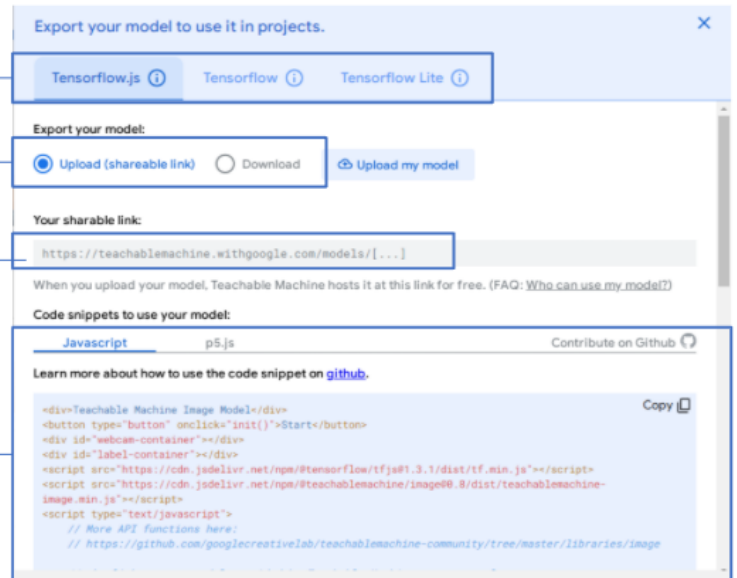 Export your model to use it in projects.
Tensorflow.js Tensorflow Tensorflow Lite
Export your model:
Upload (shareable link) Download Upload my model
Your sharable link:
https://teachablemachine.withgoogle.com/models/[...]
When you upload your model, Teachable Machine hosts it at this link for free. (FAQ: Who can use my model?)
Code snippets to use your model:
Javascript p5.js Contribute on Github
Learn more about how to use the code snippet on github.
Copy
<div>Teachable Machine Image Model</div>
<button type="button" onclick="init()">Start</button>
<div id="webcam-container"></div>
<div id="label-container"></div>
<script src="https://cdn.jsdelivr.net/npm/@tensorflow/tfjs@1.3.1/dist/tf.min.js"></script>
<script src="https://cdn.jsdelivr.net/npm/@teachablemachine/image@0.8/dist/teachablemachine-
image.min.js"></script>
<script type="text/javascript">
// More API functions here:
// https://github.com/googlecreativelab/teachablemachine-community/tree/master/libraries/image